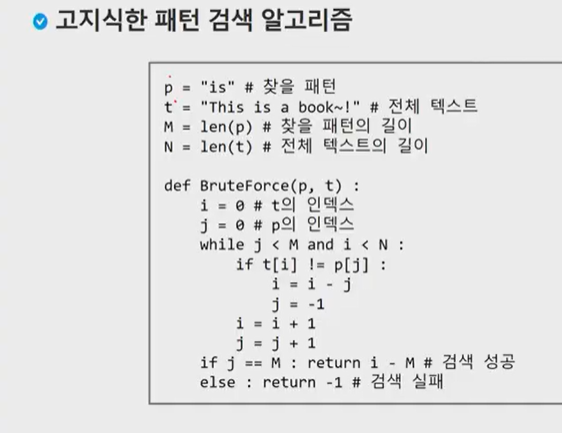 고지식한 패턴 검색 알고리즘
p = "is" # 찾을 패턴
t = "This is a book~!" # 전체 텍스트
M = len(p) # 찾을 패턴의 길이
N = len(t) # 전체 텍스트의 길이
def BruteForce(p, t) :
    i = 0 # t의 인덱스
    j = 0 # p의 인덱스
    while j < M and i < N :
        if t[i] != p[j] :
            i = i - j
            j = -1
        i = i + 1
        j = j + 1
    if j == M : return i - M # 검색 성공
    else : return -1 # 검색 실패